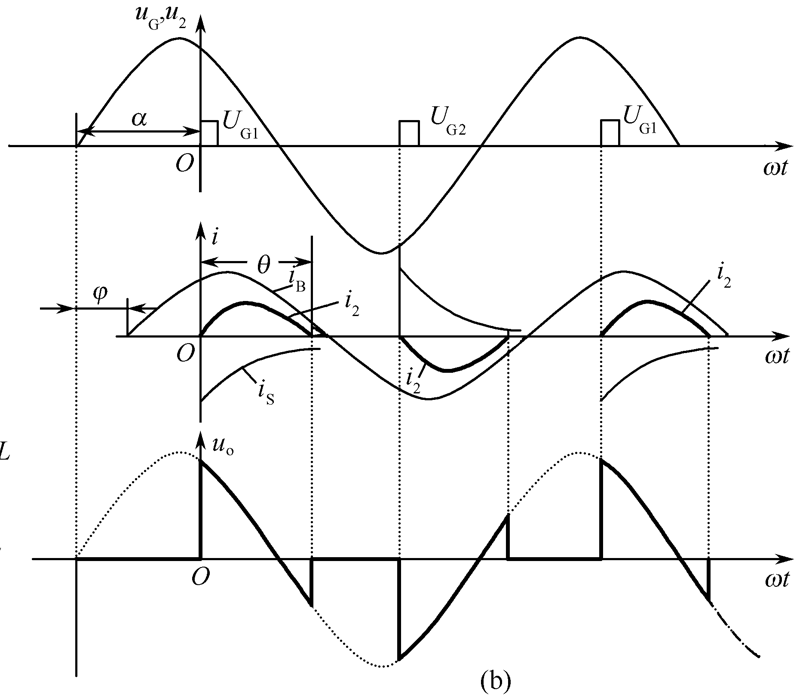 u_G, u_2
α
U_G1
U_G2
U_G1
O
ωt
i
θ
i_B
i_2
i_2
φ
O
i_2
ωt
i_S
L
u_o
O
ωt
(b)